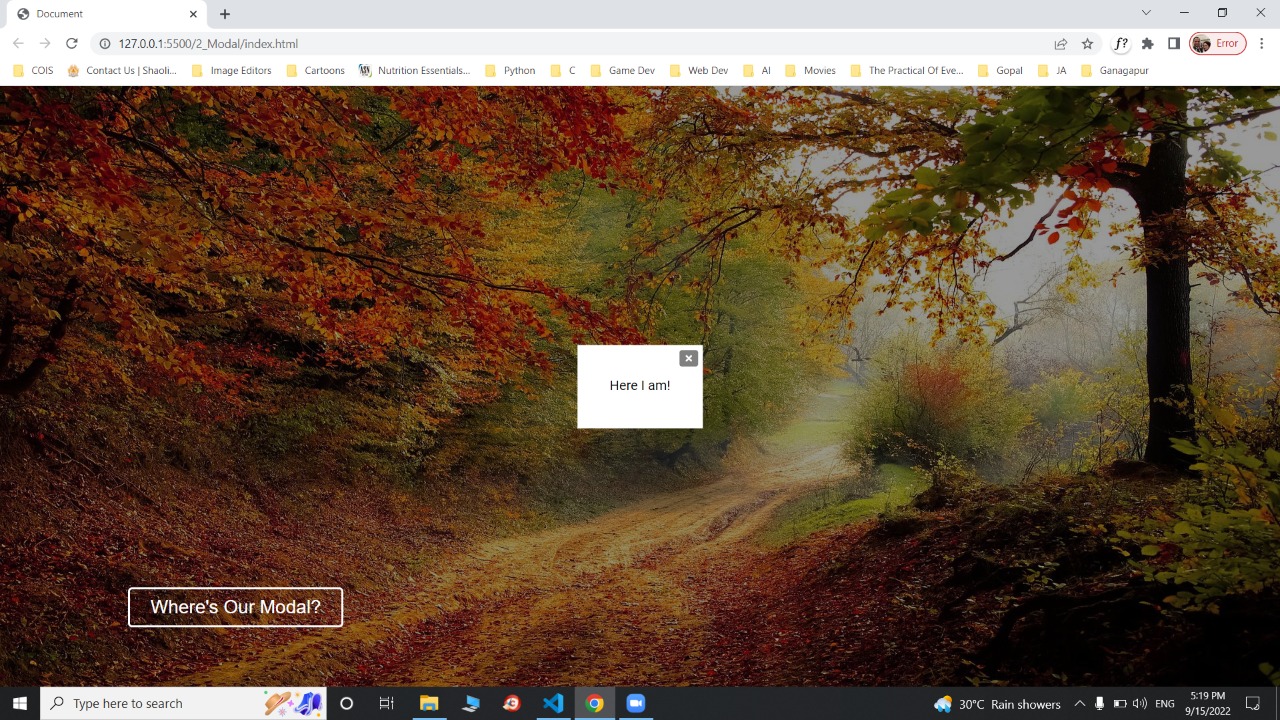 Document
127.0.0.1:5500/2_Modal/index.html
f?
Error
COIS
Contact Us | Shaoli...
Image Editors
Cartoons
W
Nutrition Essentials...
Python
C
Game Dev
Web Dev
AI
Movies
The Practical Of Eve...
Gopal
JA
Ganagapur
Here I am!
Where's Our Modal?
Type here to search
30°C Rain showers
ENG
5:19 PM
9/15/2022